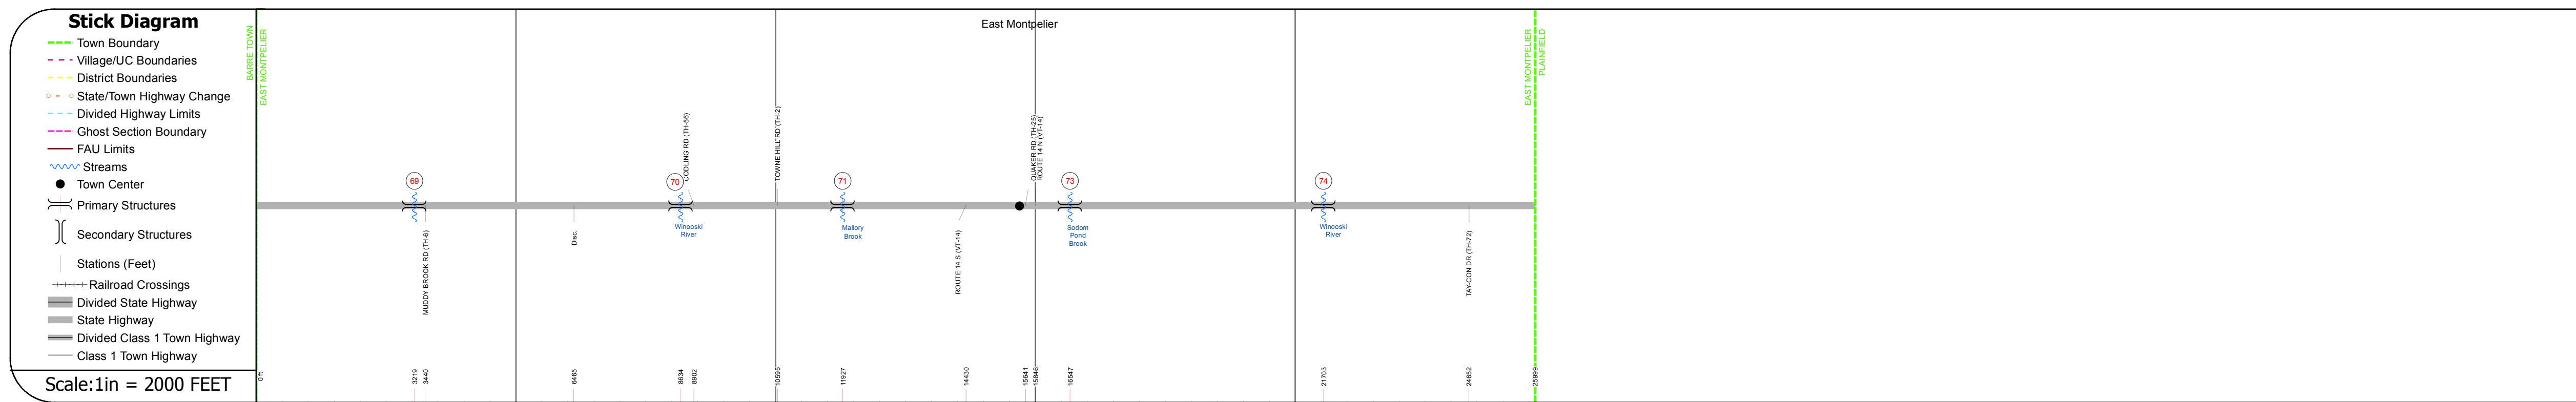 Stick Diagram
Town Boundary
Village/UC Boundaries
District Boundaries
State/Town Highway Change
Divided Highway Limits
Ghost Section Boundary
FAU Limits
Streams
Town Center
Primary Structures
Secondary Structures
Stations (Feet)
Railroad Crossings
Divided State Highway
State Highway
Divided Class 1 Town Highway
Class 1 Town Highway
Scale:1in = 2000 FEET
BARRE TOWN
EAST MONTPELIER
East Montpelier
EAST MONTPELIER
PLAINFIELD
CODLING RD (TH-56)
TOWNE HILL RD (TH-2)
QUAKER RD (TH-25)
ROUTE 14 N (VT-14)
69
70
71
73
74
Winooski
River
Mallory
Brook
Sodom
Pond
Brook
Winooski
River
MUDDY BROOK RD (TH-6)
Disc.
ROUTE 14 S (VT-14)
TAY-CON DR (TH-72)
0 ft
3219
3440
6465
8634
8902
10595
11927
14430
15641
15846
16547
21703
24652
25999